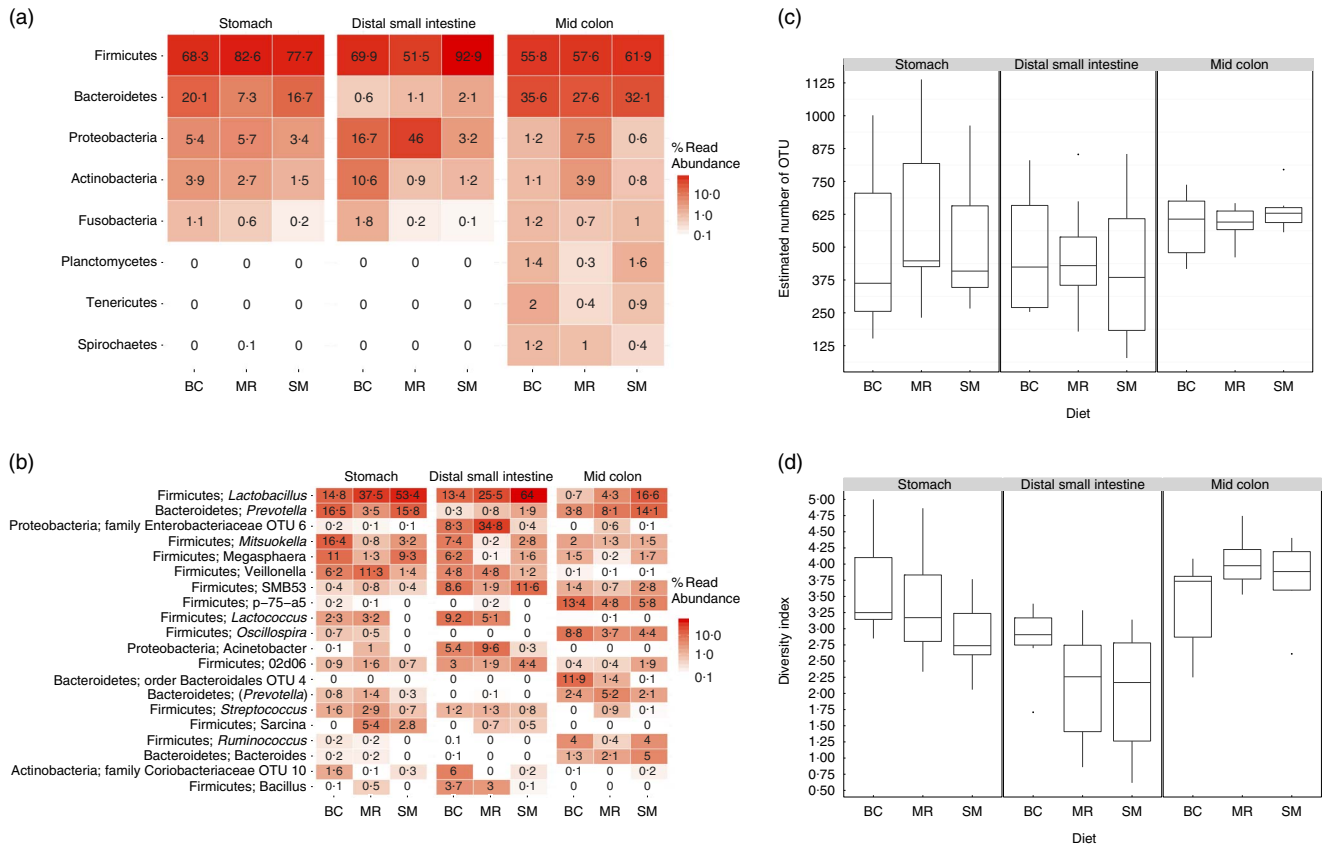 (a)
Stomach Distal small intestine Mid colon
Firmicutes 68·3 82·6 77·7 69·9 51·5 92·9 55·8 57·6 61·9
Bacteroidetes 20·1 7·3 16·7 0·6 1·1 2·1 35·6 27·6 32·1
Proteobacteria 5·4 5·7 3·4 16·7 46 3·2 1·2 7·5 0·6
Actinobacteria 3·9 2·7 1·5 10·6 0·9 1·2 1·1 3·9 0·8
Fusobacteria 1·1 0·6 0·2 1·8 0·2 0·1 1·2 0·7 1
Planctomycetes 0 0 0 0 0 0 1·4 0·3 1·6
Tenericutes 0 0 0 0 0 0 2 0·4 0·9
Spirochaetes 0 0·1 0 0 0 0 1·2 1 0·4
BC MR SM BC MR SM BC MR SM
% Read
Abundance
10·0
1·0
0·1
(b)
Stomach Distal small intestine Mid colon
Firmicutes; Lactobacillus 14·8 37·5 53·4 13·4 25·5 64 0·7 4·3 16·6
Bacteroidetes; Prevotella 16·5 3·5 15·8 0·3 0·8 1·9 3·8 8·1 14·1
Proteobacteria; family Enterobacteriaceae OTU 6 0·2 0·1 0·1 8·3 34·8 0·4 0 0·6 0·1
Firmicutes; Mitsuokella 16·4 0·8 3·2 7·4 0·2 2·8 2 1·3 1·5
Firmicutes; Megasphaera 11 1·3 9·3 6·2 0·1 1·6 1·5 0·2 1·7
Firmicutes; Veillonella 6·2 11·3 1·4 4·8 4·8 1·2 0·1 0·1 0·1
Firmicutes; SMB53 0·4 0·8 0·4 8·6 1·9 11·6 1·4 0·7 2·8
Firmicutes; p−75−a5 0·2 0·1 0 0 0·2 0 13·4 4·8 5·8
Firmicutes; Lactococcus 2·3 3·2 0 9·2 5·1 0 0·1 0
Firmicutes; Oscillospira 0·7 0·5 0 0 0 0 8·8 3·7 4·4
Proteobacteria; Acinetobacter 0·1 1 0 5·4 9·6 0·3 0 0 0
Firmicutes; 02d06 0·9 1·6 0·7 3 1·9 4·4 0·4 0·4 1·9
Bacteroidetes; order Bacteroidales OTU 4 0 0 0 0 0 0 11·9 1·4 0·1
Bacteroidetes; (Prevotella) 0·8 1·4 0·3 0 0·1 0 2·4 5·2 2·1
Firmicutes; Streptococcus 1·6 2·9 0·7 1·2 1·3 0·8 0 0·9 0·1
Firmicutes; Sarcina 0 5·4 2·8 0 0·7 0·5 0 0 0
Firmicutes; Ruminococcus 0·2 0·2 0 0·1 0 0 4 0·4 4
Bacteroidetes; Bacteroides 0·2 0·2 0 0 0 0 1·3 2·1 5
Actinobacteria; family Coriobacteriaceae OTU 10 1·6 0·1 0·3 6 0 0·2 0·1 0 0·2
Firmicutes; Bacillus 0·1 0·5 0 3·7 3 0·1 0 0 0
BC MR SM BC MR SM BC MR SM
% Read
Abundance
10·0
1·0
0·1
(c)
Stomach Distal small intestine Mid colon
Estimated number of OTU
1125
1000
875
750
625
500
375
250
125
BC MR SM BC MR SM BC MR SM
Diet
(d)
Stomach Distal small intestine Mid colon
Diversity index
5·00
4·75
4·50
4·25
4·00
3·75
3·50
3·25
3·00
2·75
2·50
2·25
2·00
1·75
1·50
1·25
1·00
0·75
0·50
BC MR SM BC MR SM BC MR SM
Diet